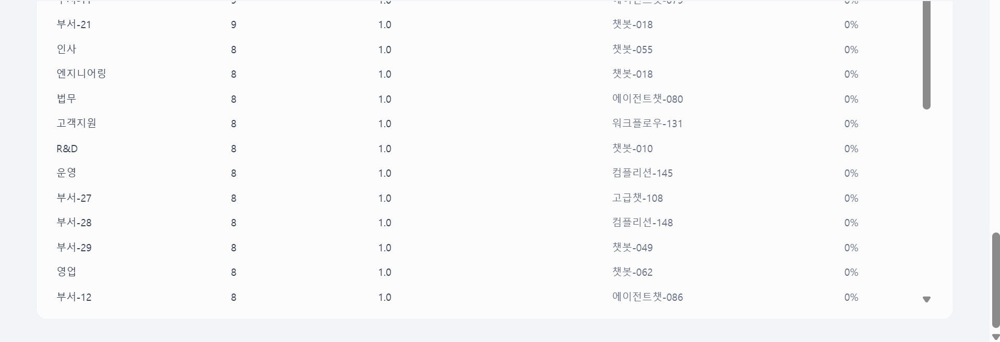 부서-21 9 1.0 챗봇-018 0%
인사 8 1.0 챗봇-055 0%
엔지니어링 8 1.0 챗봇-018 0%
법무 8 1.0 에이전트챗-080 0%
고객지원 8 1.0 워크플로우-131 0%
R&D 8 1.0 챗봇-010 0%
운영 8 1.0 컴플리션-145 0%
부서-27 8 1.0 고급챗-108 0%
부서-28 8 1.0 컴플리션-148 0%
부서-29 8 1.0 챗봇-049 0%
영업 8 1.0 챗봇-062 0%
부서-12 8 1.0 에이전트챗-086 0%